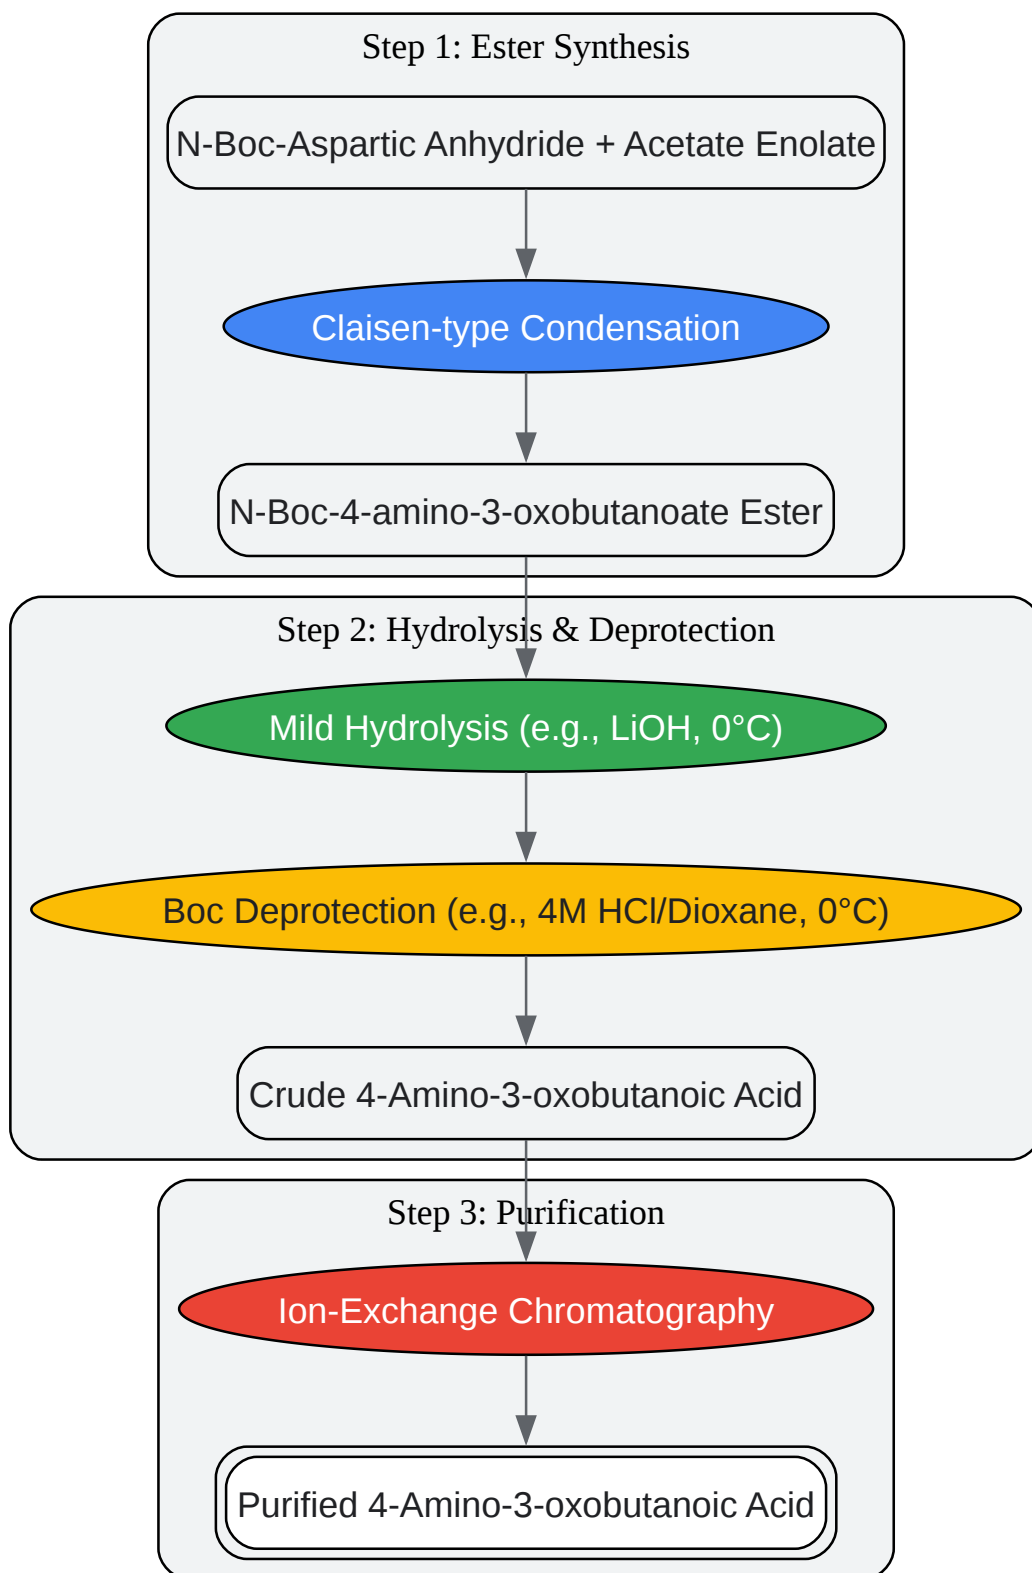 Step 1: Ester Synthesis
N-Boc-Aspartic Anhydride + Acetate Enolate
Claisen-type Condensation
N-Boc-4-amino-3-oxobutanoate Ester
Step 2: Hydrolysis & Deprotection
Mild Hydrolysis (e.g., LiOH, 0°C)
Boc Deprotection (e.g., 4M HCl/Dioxane, 0°C)
Crude 4-Amino-3-oxobutanoic Acid
Step 3: Purification
Ion-Exchange Chromatography
Purified 4-Amino-3-oxobutanoic Acid